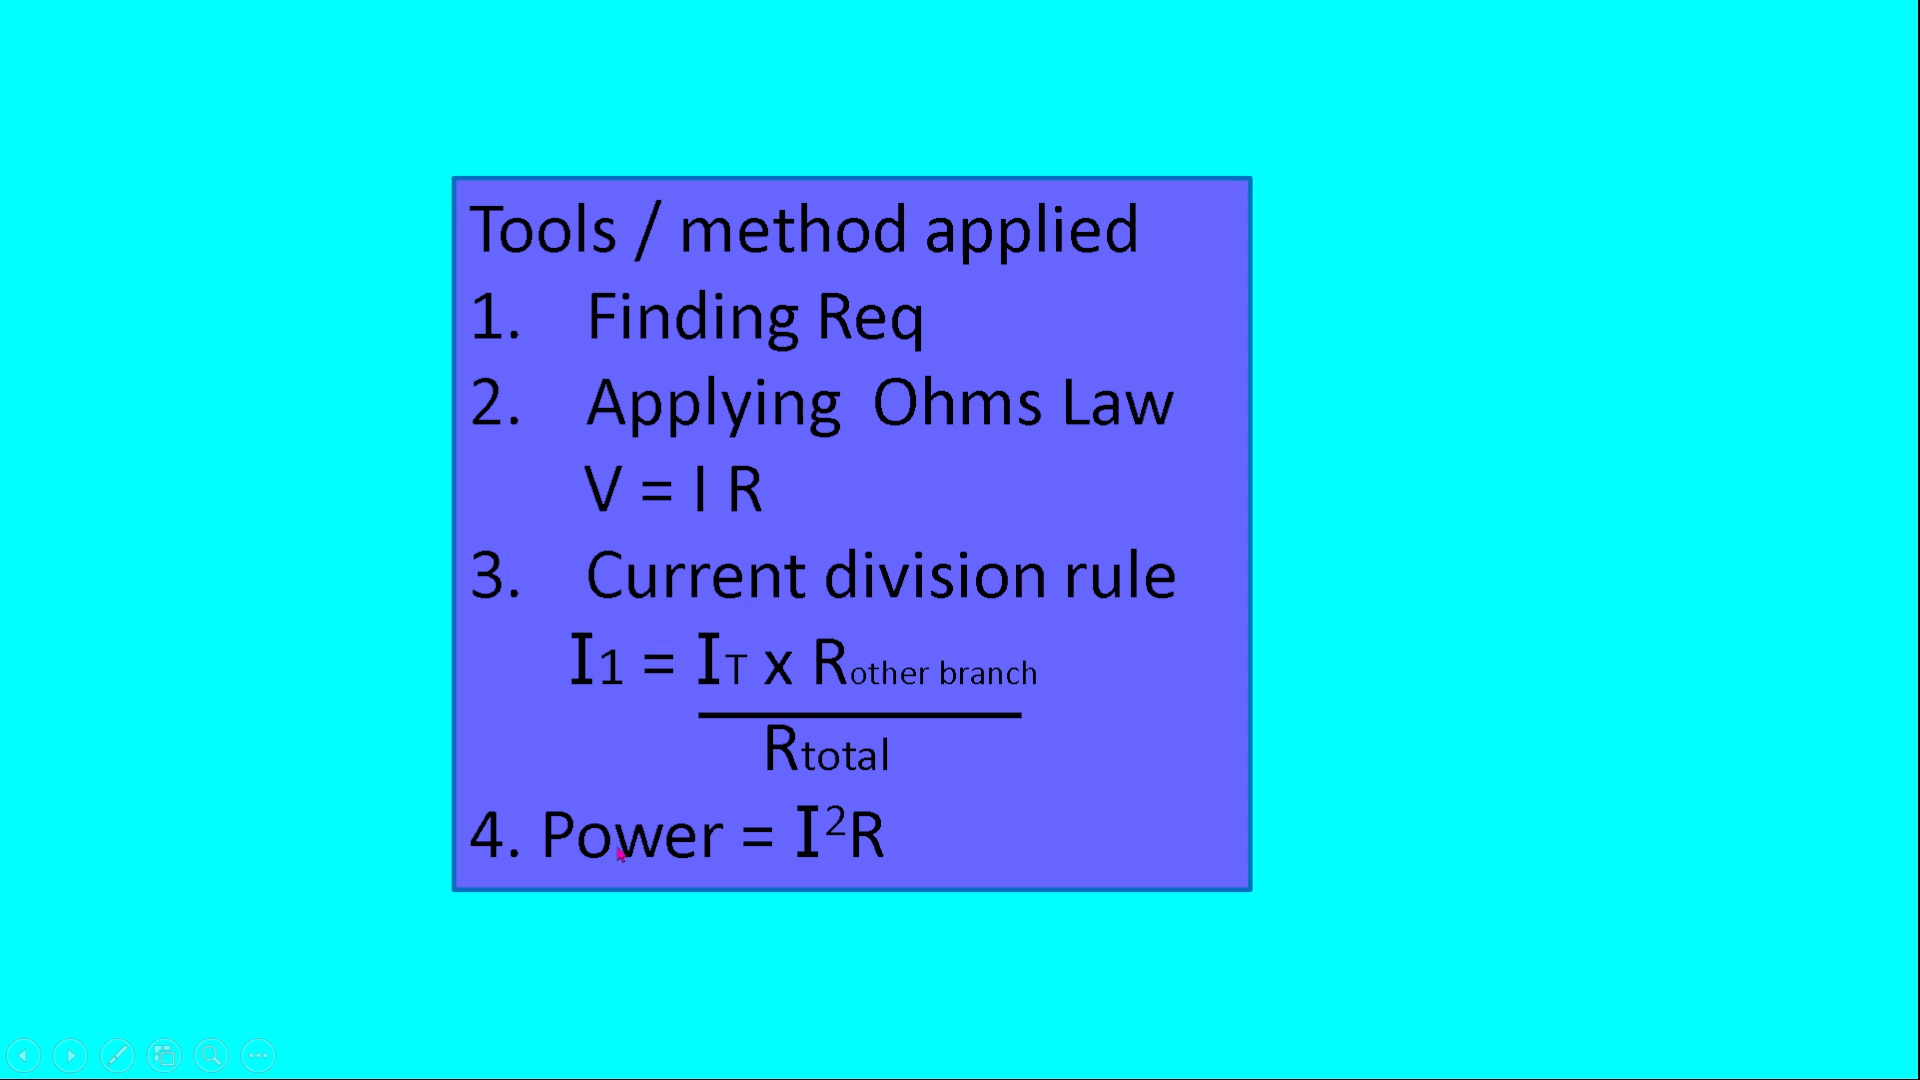 Tools / method applied
1. Finding Req
2. Applying Ohms Law
V = I R
3. Current division rule
I1 = IT x Rother branch
Rtotal
4. Power = I²R